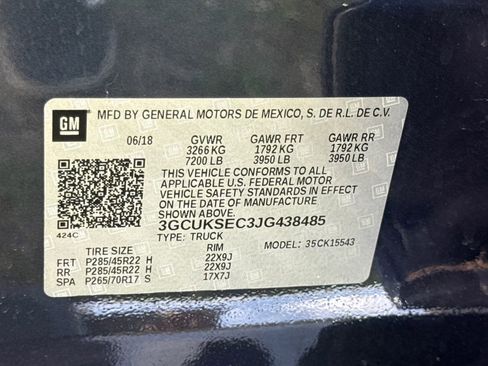 GM
MFD BY GENERAL MOTORS DE MEXICO, S. DE R.L. DE C.V.
06/18 GVWR GAWR FRT GAWR RR
3266 KG 1792 KG 1792 KG
7200 LB 3950 LB 3950 LB
THIS VEHICLE CONFORMS TO ALL
APPLICABLE U.S. FEDERAL MOTOR
VEHICLE SAFETY STANDARDS IN EFFECT
ON THE DATE OF MANUFACTURE SHOWN ABOVE.
3GCUKSEC3JG438485
424C
TYPE: TRUCK MODEL: 35CK15543
TIRE SIZE RIM
FRT P285/45R22 H 22X9J
RR P285/45R22 H 22X9J
SPA P265/70R17 S 17X7J